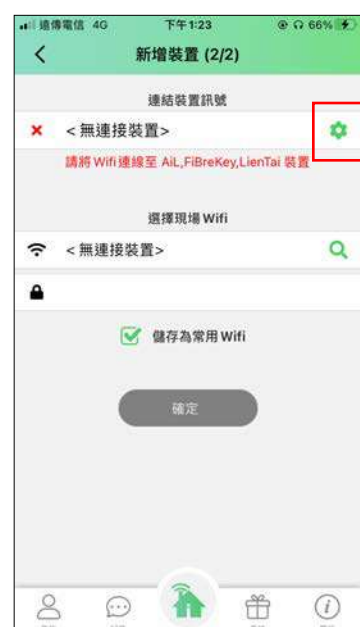 遠傳電信 4G 下午1:23 66%
新增裝置 (2/2)
連結裝置訊號
<無連接裝置>
請將 Wifi 連線至 AiL,FiBreKey,LienTai 裝置
選擇現場 Wifi
<無連接裝置>
儲存為常用 Wifi
確定